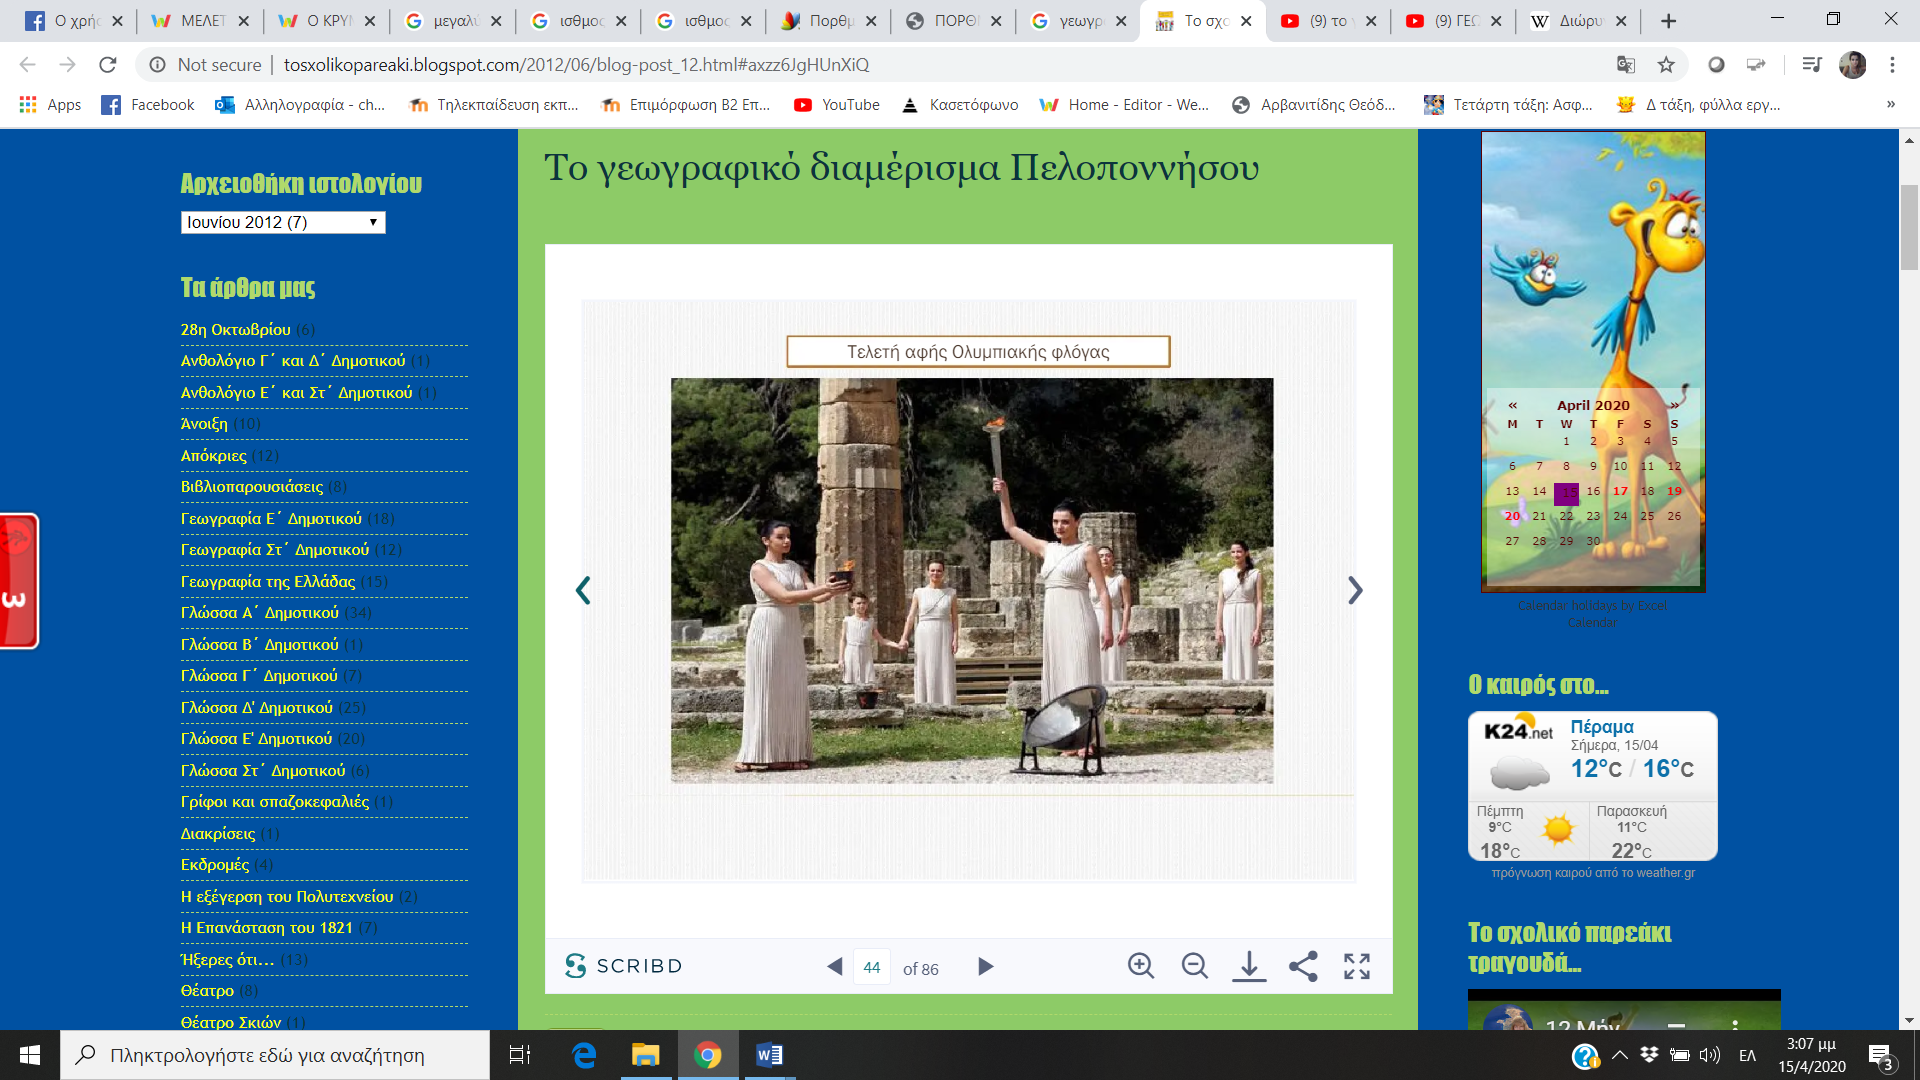 Ο χρήσ
ΜΕΛΕΤ
Ο ΚΡΥΜ
μεγαλύ
ισθμος
ισθμος
Πορθμ
ΠΟΡΘΙ
γεωγρα
Το σχο
(9) το γ
(9) ΓΕΩ
Διώρυγ
Not secure | tosxolikopareaki.blogspot.com/2012/06/blog-post_12.html#axzz6JgHUnXiQ
Apps
Facebook
Αλληλογραφία - ch...
Τηλεκπαίδευση εκπ...
Επιμόρφωση Β2 Επ...
YouTube
Κασετόφωνο
Home - Editor - We...
Αρβανιτίδης Θεόδ...
Τετάρτη τάξη: Ασφ...
Δ τάξη, φύλλα εργ...
»
Αρχειοθήκη ιστολογίου
Ιουνίου 2012 (7)
Τα άρθρα μας
28η Οκτωβρίου (6)
Ανθολόγιο Γ΄ και Δ΄ Δημοτικού (1)
Ανθολόγιο Ε΄ και Στ΄ Δημοτικού (1)
Άνοιξη (10)
Απόκριες (12)
Βιβλιοπαρουσιάσεις (8)
Γεωγραφία Ε΄ Δημοτικού (18)
Γεωγραφία Στ΄ Δημοτικού (12)
Γεωγραφία της Ελλάδας (15)
Γλώσσα Α΄ Δημοτικού (34)
Γλώσσα Β΄ Δημοτικού (1)
Γλώσσα Γ΄ Δημοτικού (7)
Γλώσσα Δ' Δημοτικού (25)
Γλώσσα Ε' Δημοτικού (20)
Γλώσσα Στ΄ Δημοτικού (6)
Γρίφοι και σπαζοκεφαλιές (1)
Διακρίσεις (1)
Εκδρομές (4)
Η εξέγερση του Πολυτεχνείου (2)
Η Επανάσταση του 1821 (7)
Ήξερες ότι... (13)
Θέατρο (8)
Θέατρο Σκιών (1)
3
Το γεωγραφικό διαμέρισμα Πελοποννήσου
Τελετή αφής Ολυμπιακής φλόγας
SCRIBD
44 of 86
« April 2020 »
M T W T F S S
1 2 3 4 5
6 7 8 9 10 11 12
13 14 15 16 17 18 19
20 21 22 23 24 25 26
27 28 29 30
Calendar holidays by Excel
Calendar
Ο καιρός στο...
K24.net
Πέραμα
Σήμερα, 15/04
12°C / 16°C
Πέμπτη
9°C
18°C
Παρασκευή
11°C
22°C
πρόγνωση καιρού από το weather.gr
Το σχολικό παρεάκι
τραγουδά...
12 Μήν
Πληκτρολογήστε εδώ για αναζήτηση
ΕΛ
3:07 μμ
15/4/2020
3